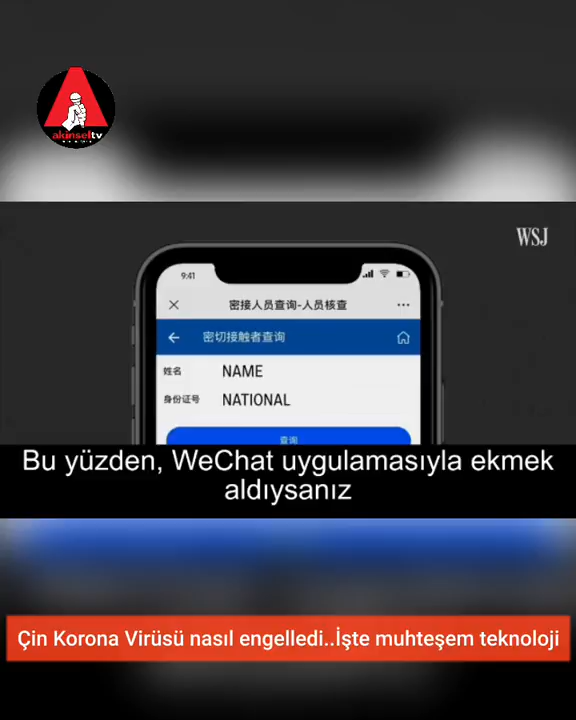 akinseltv
WSJ
9:41
密接人员查询-人员核查
密切接触者查询
姓名 NAME
身份证号 NATIONAL
查询
Bu yüzden, WeChat uygulamasıyla ekmek
aldıysanız
Çin Korona Virüsü nasıl engelledi..İşte muhteşem teknoloji